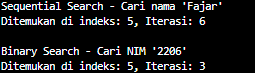 Sequential Search - Cari nama 'Fajar'
Ditemukan di indeks: 5, Iterasi: 6
Binary Search - Cari NIM '2206'
Ditemukan di indeks: 5, Iterasi: 3